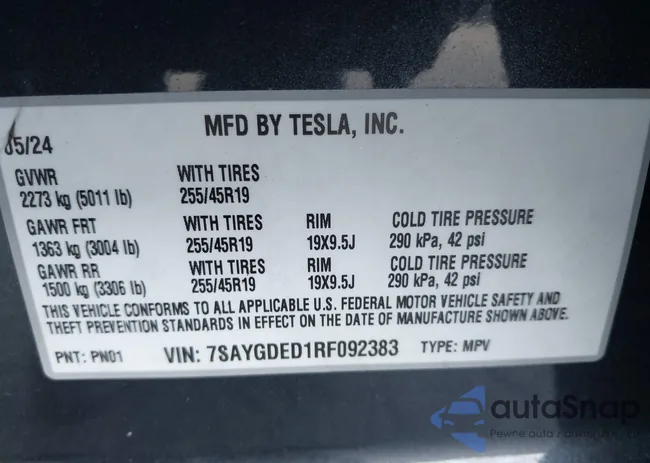 MFD BY TESLA, INC.
05/24
GVWR WITH TIRES
2273 kg (5011 lb) 255/45R19
GAWR FRT WITH TIRES RIM COLD TIRE PRESSURE
1363 kg (3004 lb) 255/45R19 19X9.5J 290 kPa, 42 psi
GAWR RR WITH TIRES RIM COLD TIRE PRESSURE
1500 kg (3306 lb) 255/45R19 19X9.5J 290 kPa, 42 psi
THIS VEHICLE CONFORMS TO ALL APPLICABLE U.S. FEDERAL MOTOR VEHICLE SAFETY AND
THEFT PREVENTION STANDARDS IN EFFECT ON THE DATE OF MANUFACTURE SHOWN ABOVE.
PNT: PN01 VIN: 7SAYGDED1RF092383 TYPE: MPV
autoSnap
Pewne auta z